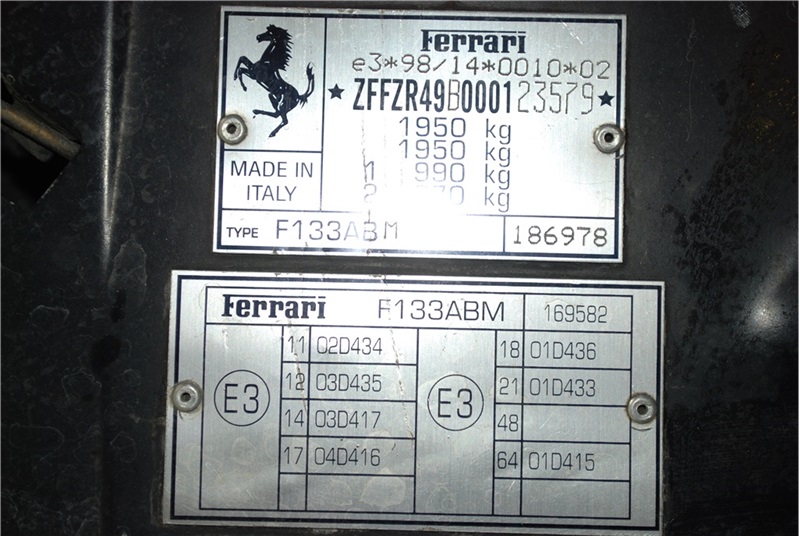 Ferrari
e3*98/14*0010*02
★ZFFZR49B000123579★
1950 kg
1950 kg
1 990 kg
2 kg
MADE IN
ITALY
TYPE F133ABM
186978
Ferrari F133ABM 169582
11 02D434 18 01D436
12 03D435 21 01D433
E3 E3
14 03D417 48
17 04D416 64 01D415